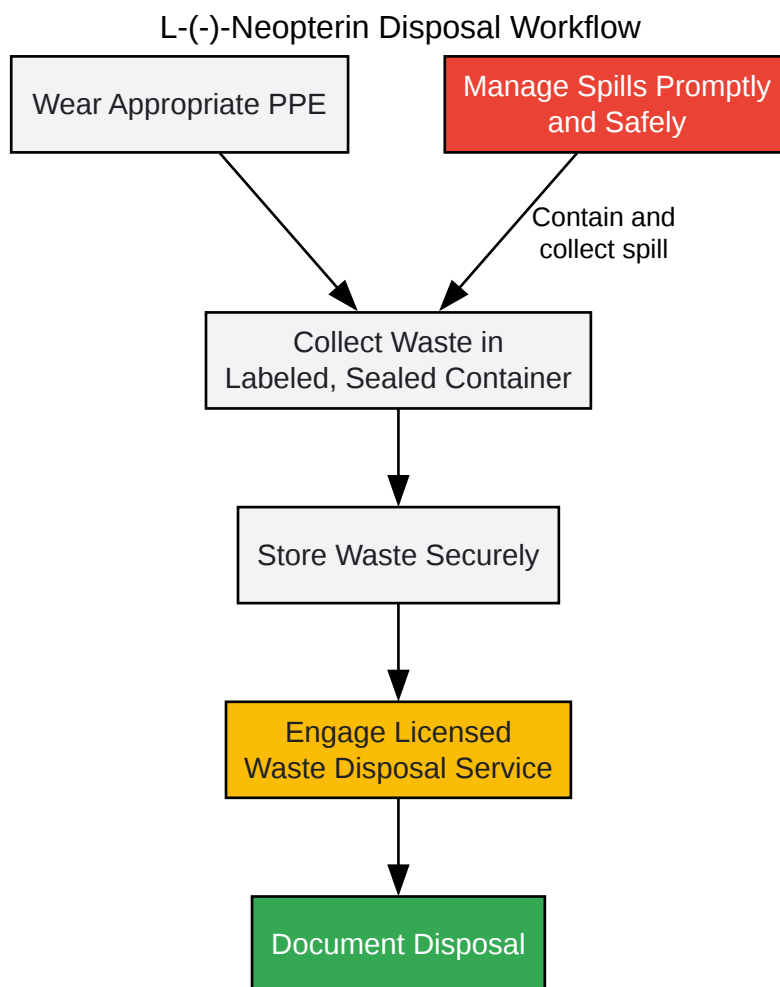 L-(-)-Neopterin Disposal Workflow
Wear Appropriate PPE
Manage Spills Promptly
and Safely
Contain and
collect spill
Collect Waste in
Labeled, Sealed Container
Store Waste Securely
Engage Licensed
Waste Disposal Service
Document Disposal